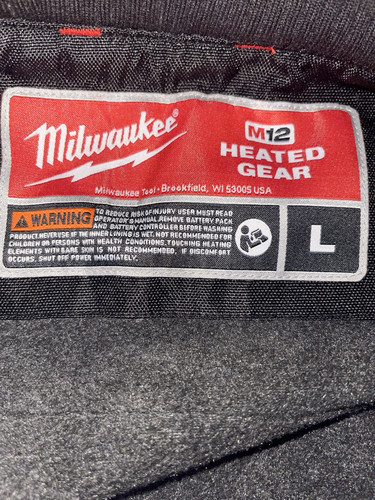 Milwaukee®
M12
HEATED
GEAR
Milwaukee Tool • Brookfield, WI 53005 USA
WARNING TO REDUCE RISK OF INJURY USER MUST READ
OPERATOR'S MANUAL. REMOVE BATTERY PACK
AND BATTERY CONTROLLER BEFORE WASHING
PRODUCT. NEVER USE IF THE INNER LINING IS WET. NOT RECOMMENDED FOR
CHILDREN OR PERSONS WITH HEALTH CONDITIONS. TOUCHING HEATING
ELEMENTS WITH BARE SKIN IS NOT RECOMMENDED. IF DISCOMFORT
OCCURS, SHUT OFF POWER IMMEDIATELY.
L